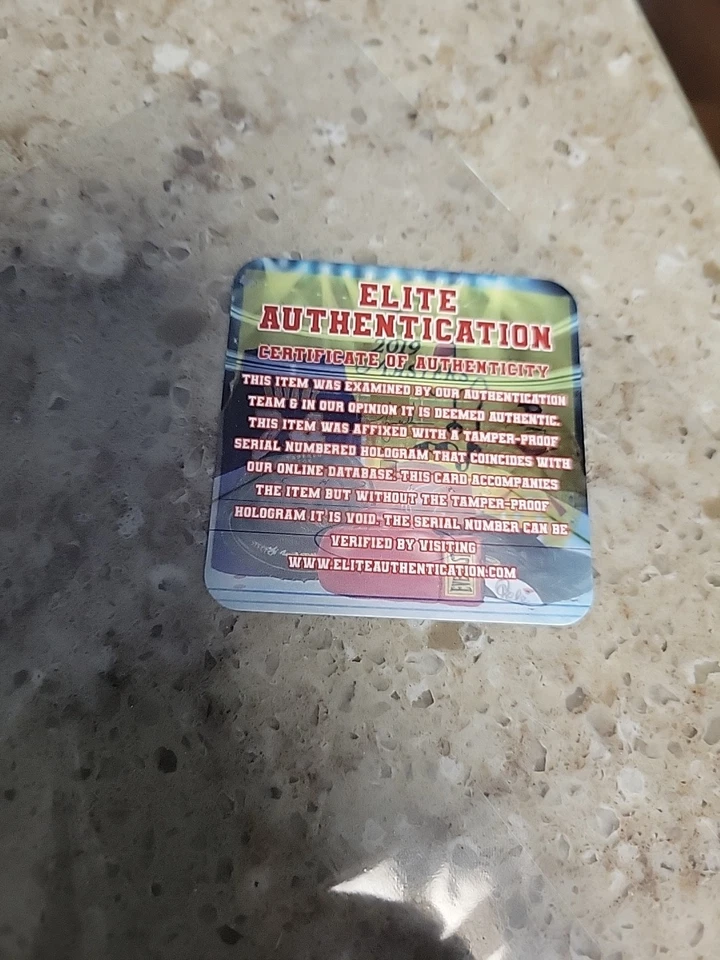 ELITE
AUTHENTICATION
2019
CERTIFICATE OF AUTHENTICITY
THIS ITEM WAS EXAMINED BY OUR AUTHENTICATION
TEAM & IN OUR OPINION IT IS DEEMED AUTHENTIC.
THIS ITEM WAS AFFIXED WITH A TAMPER-PROOF
SERIAL NUMBERED HOLOGRAM THAT COINCIDES WITH
OUR ONLINE DATABASE. THIS CARD ACCOMPANIES
THE ITEM BUT WITHOUT THE TAMPER-PROOF
HOLOGRAM IT IS VOID. THE SERIAL NUMBER CAN BE
VERIFIED BY VISITING
WWW.ELITEAUTHENTICATION.COM